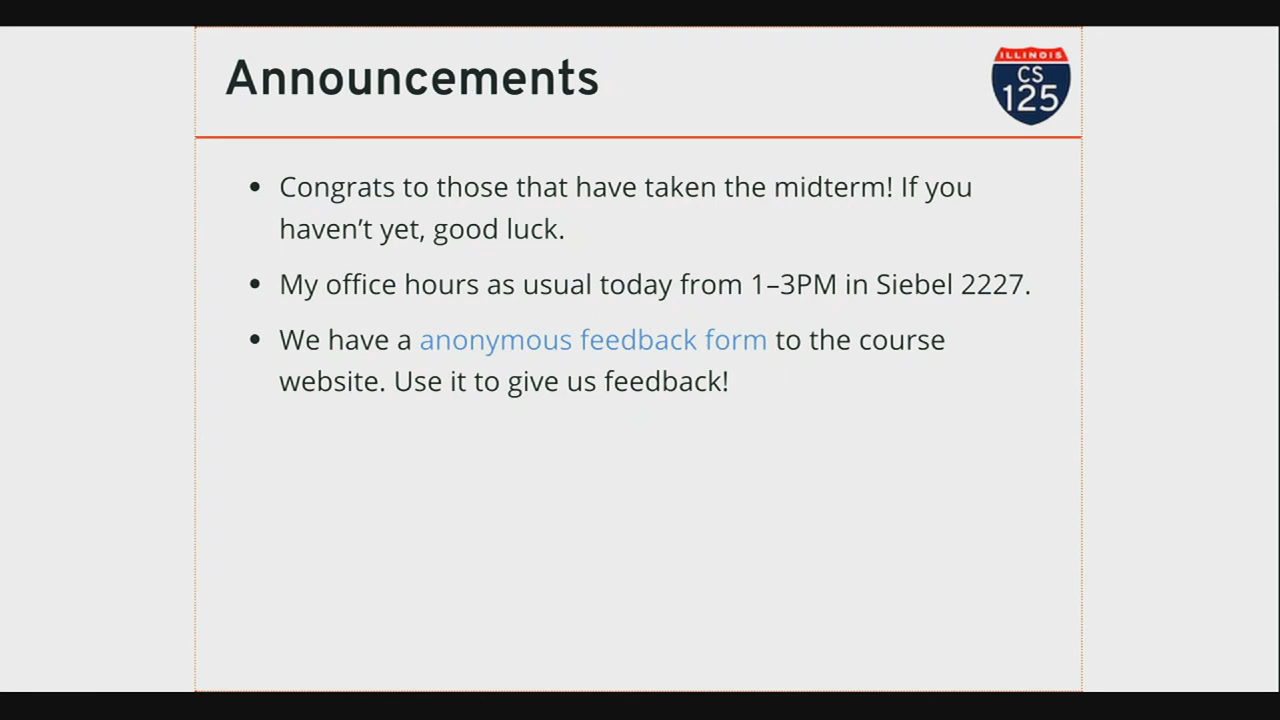 Announcements
ILLINOIS
CS
125
• Congrats to those that have taken the midterm! If you
haven’t yet, good luck.
• My office hours as usual today from 1–3PM in Siebel 2227.
• We have a anonymous feedback form to the course
website. Use it to give us feedback!